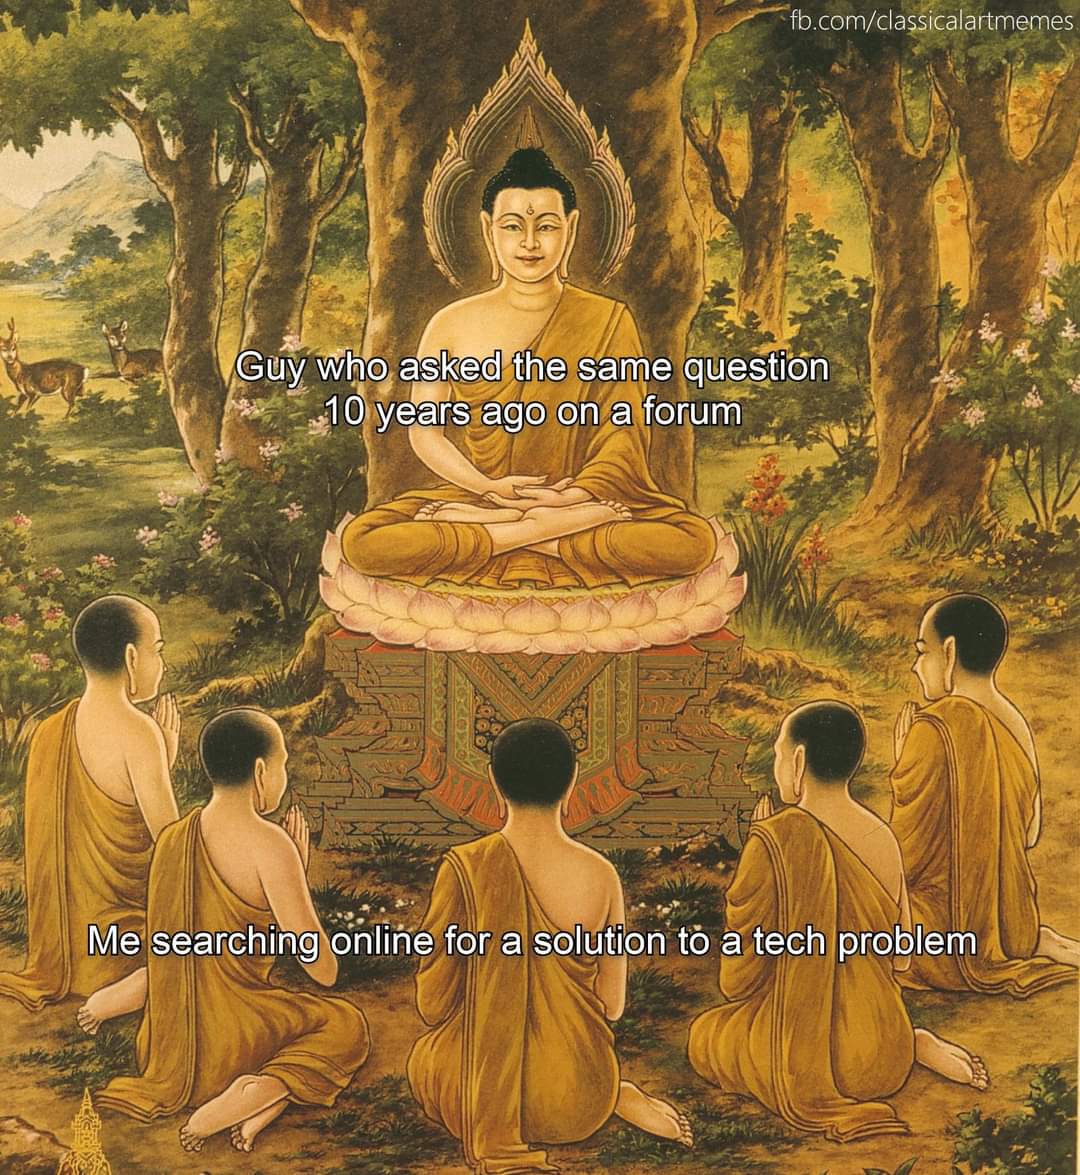 fb.com/classicalartmemes
Guy who asked the same question
10 years ago on a forum
Me searching online for a solution to a tech problem